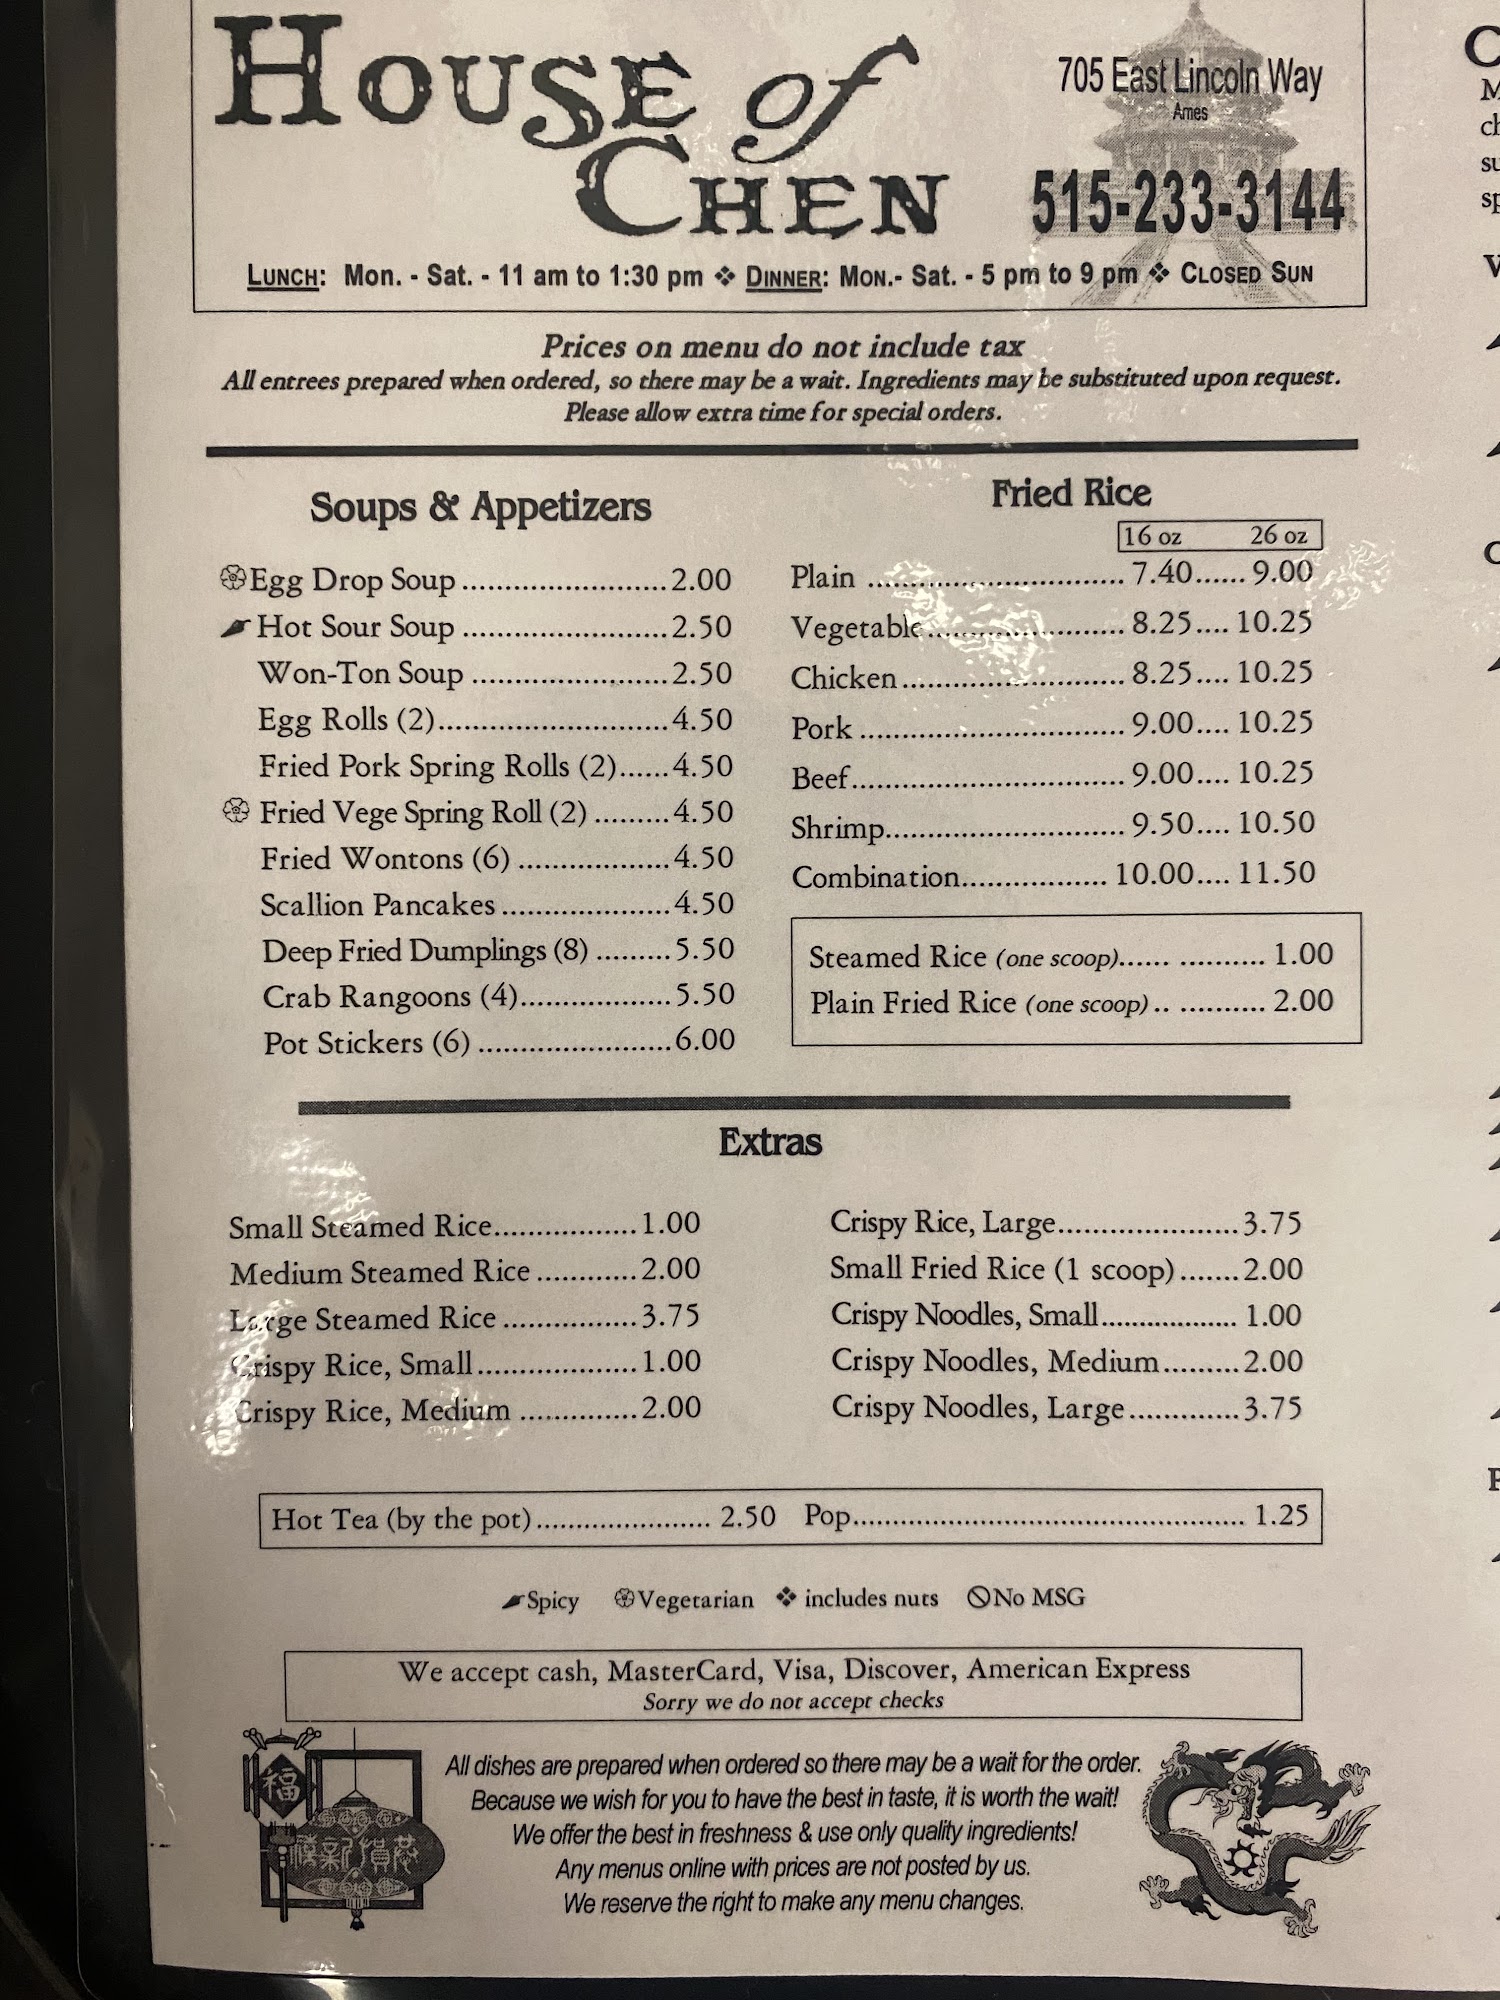 House of Chen
705 East Lincoln Way
Ames
515-233-3144
Lunch: Mon. - Sat. - 11 am to 1:30 pm ❖ Dinner: Mon.- Sat. - 5 pm to 9 pm ❖ Closed Sun
Prices on menu do not include tax
All entrees prepared when ordered, so there may be a wait. Ingredients may be substituted upon request.
Please allow extra time for special orders.
Soups & Appetizers
Egg Drop Soup.......................2.00
Hot Sour Soup.......................2.50
Won-Ton Soup......................2.50
Egg Rolls (2)..........................4.50
Fried Pork Spring Rolls (2)......4.50
Fried Vege Spring Roll (2).........4.50
Fried Wontons (6).................4.50
Scallion Pancakes...................4.50
Deep Fried Dumplings (8).........5.50
Crab Rangoons (4).................5.50
Pot Stickers (6)......................6.00
Fried Rice
16 oz 26 oz
Plain .............................7.40......9.00
Vegetable......................8.25....10.25
Chicken.........................8.25....10.25
Pork..............................9.00....10.25
Beef...............................9.00....10.25
Shrimp...........................9.50....10.50
Combination..................10.00....11.50
Steamed Rice (one scoop)...... .......... 1.00
Plain Fried Rice (one scoop).. .......... 2.00
Extras
Small Steamed Rice................1.00
Medium Steamed Rice............2.00
Large Steamed Rice................3.75
Crispy Rice, Small..................1.00
Crispy Rice, Medium..............2.00
Crispy Rice, Large.....................3.75
Small Fried Rice (1 scoop).......2.00
Crispy Noodles, Small.................. 1.00
Crispy Noodles, Medium.........2.00
Crispy Noodles, Large.............3.75
Hot Tea (by the pot)...................... 2.50 Pop................................................ 1.25
Spicy Vegetarian ❖ includes nuts No MSG
We accept cash, MasterCard, Visa, Discover, American Express
Sorry we do not accept checks
All dishes are prepared when ordered so there may be a wait for the order.
Because we wish for you to have the best in taste, it is worth the wait!
We offer the best in freshness & use only quality ingredients!
Any menus online with prices are not posted by us.
We reserve the right to make any menu changes.
福
恭賀新禧